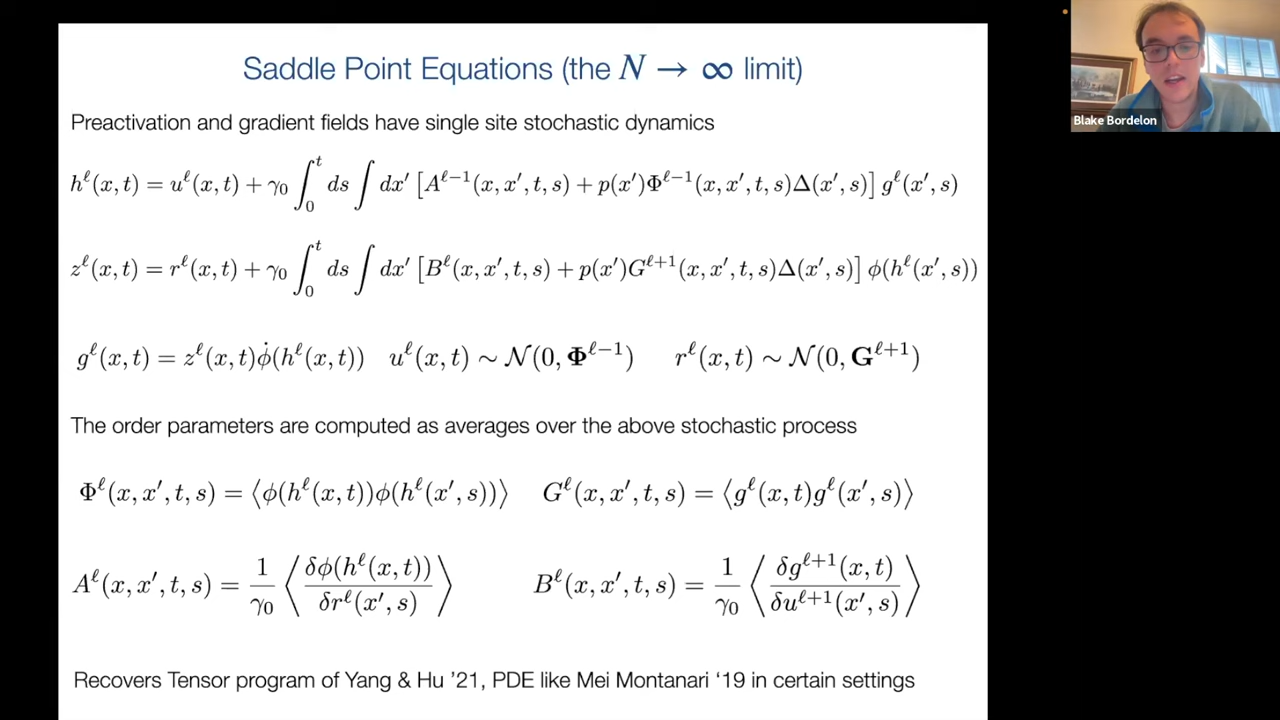 Saddle Point Equations (the N → ∞ limit)
Preactivation and gradient fields have single site stochastic dynamics
h^ℓ(x, t) = u^ℓ(x, t) + γ₀ ∫₀^t ds ∫ dx′ [A^{ℓ−1}(x, x′, t, s) + p(x′)Φ^{ℓ−1}(x, x′, t, s)Δ(x′, s)] g^ℓ(x′, s)
z^ℓ(x, t) = r^ℓ(x, t) + γ₀ ∫₀^t ds ∫ dx′ [B^ℓ(x, x′, t, s) + p(x′)G^{ℓ+1}(x, x′, t, s)Δ(x′, s)] ϕ(h^ℓ(x′, s))
g^ℓ(x, t) = z^ℓ(x, t)ϕ̇(h^ℓ(x, t)) u^ℓ(x, t) ∼ 𝒩(0, Φ^{ℓ−1}) r^ℓ(x, t) ∼ 𝒩(0, G^{ℓ+1})
The order parameters are computed as averages over the above stochastic process
Φ^ℓ(x, x′, t, s) = ⟨ϕ(h^ℓ(x, t))ϕ(h^ℓ(x′, s))⟩ G^ℓ(x, x′, t, s) = ⟨g^ℓ(x, t)g^ℓ(x′, s)⟩
A^ℓ(x, x′, t, s) = 1/γ₀ ⟨δϕ(h^ℓ(x, t))/δr^ℓ(x′, s)⟩ B^ℓ(x, x′, t, s) = 1/γ₀ ⟨δg^{ℓ+1}(x, t)/δu^{ℓ+1}(x′, s)⟩
Recovers Tensor program of Yang & Hu ’21, PDE like Mei Montanari ‘19 in certain settings
Blake Bordelon